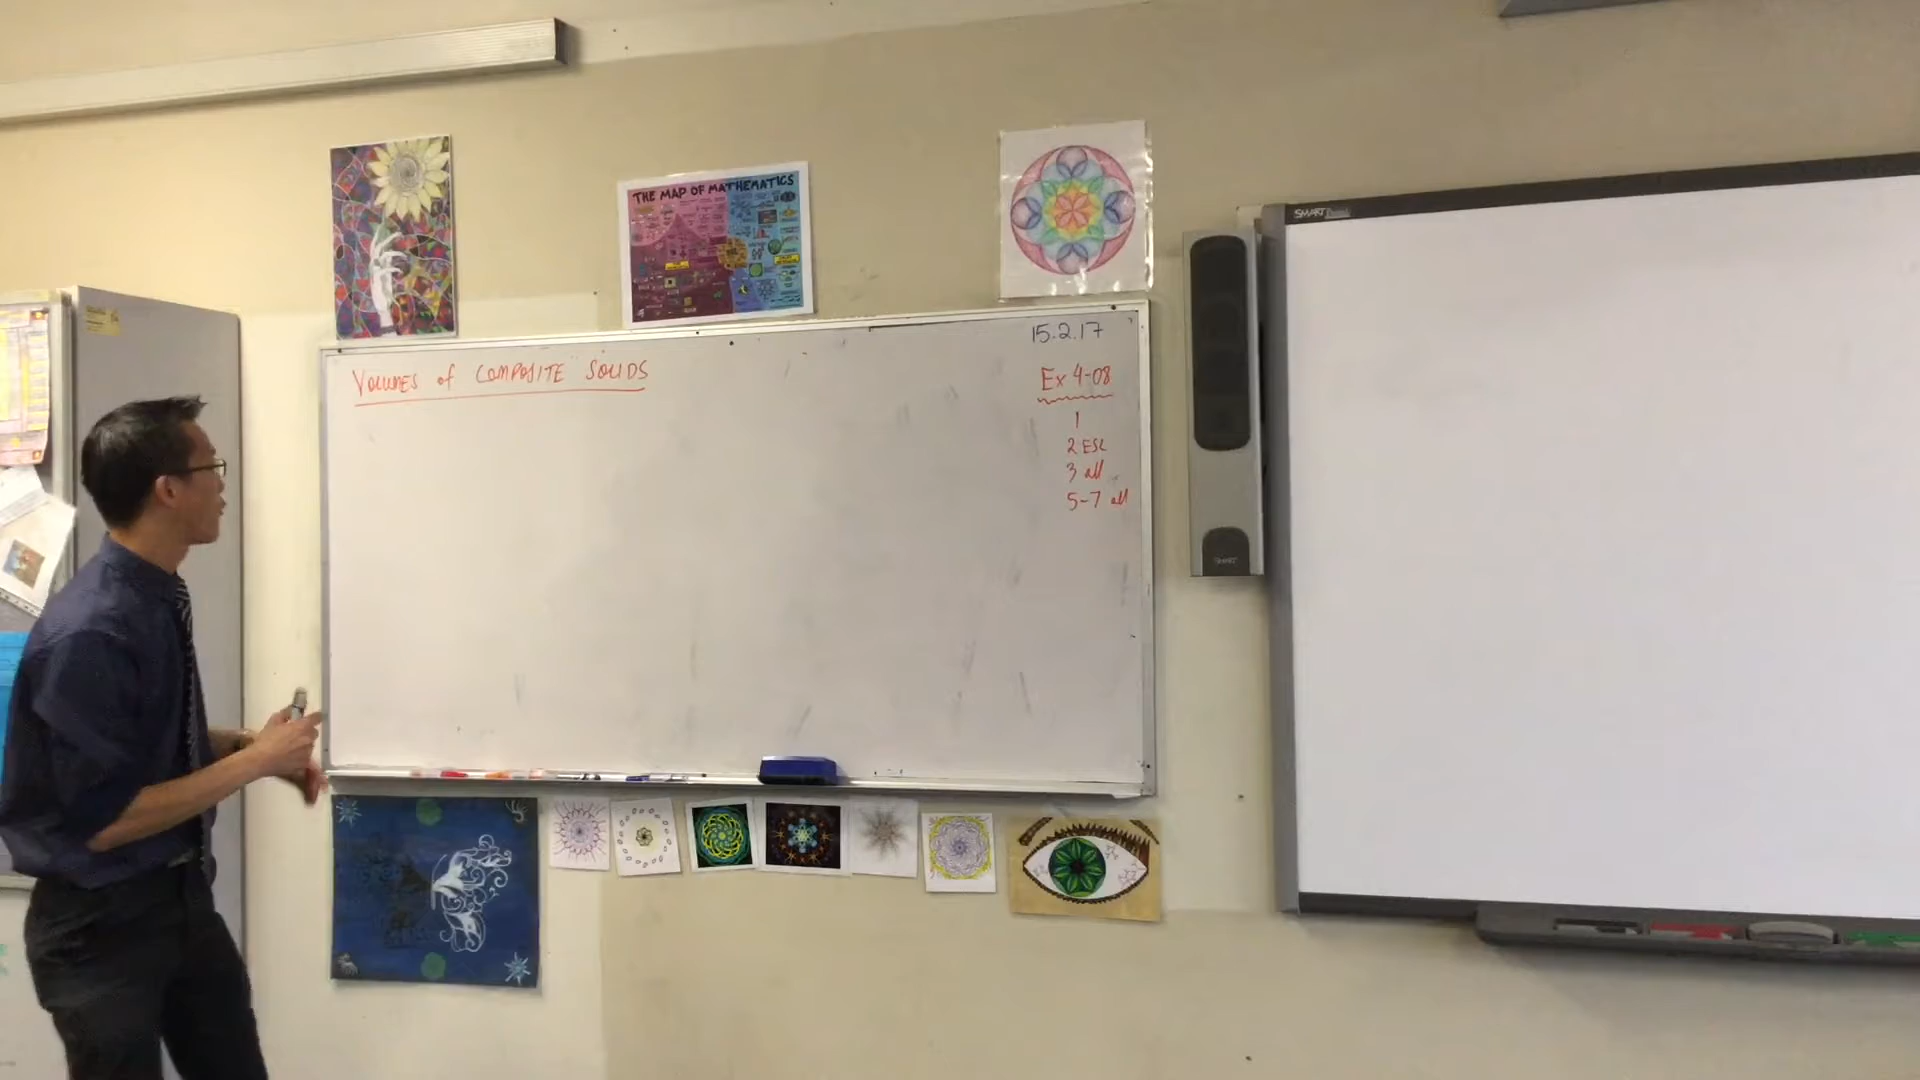 THE MAP OF MATHEMATICS
SMART
15.2.17
VOLUMES of COMPOSITE SOLIDS
Ex 4-08
1
2 ESL
3 all
5-7 all
SMART